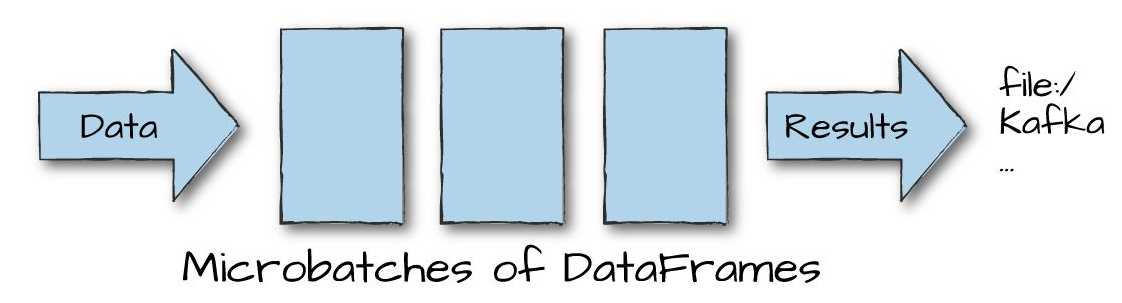 Data
Results
file:/
Kafka
...
Microbatches of DataFrames